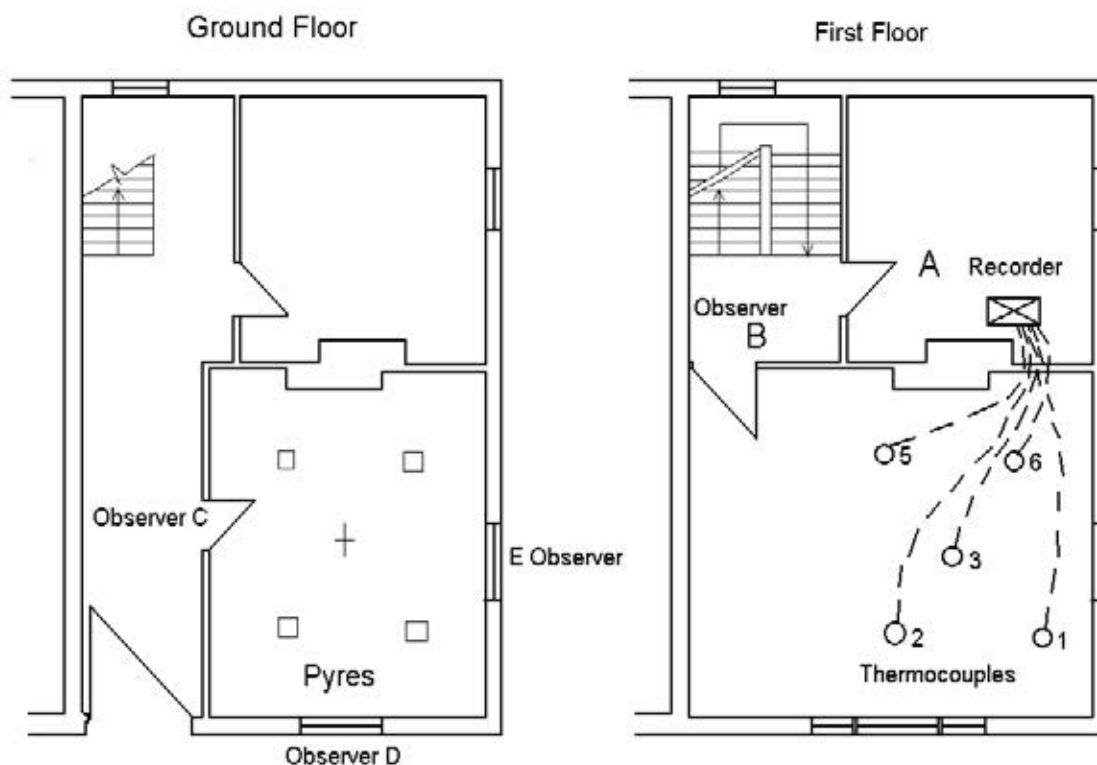 Ground Floor
First Floor
A
Recorder
Observer
B
5
6
Observer C
E Observer
3
2
1
Pyres
Thermocouples
Observer D